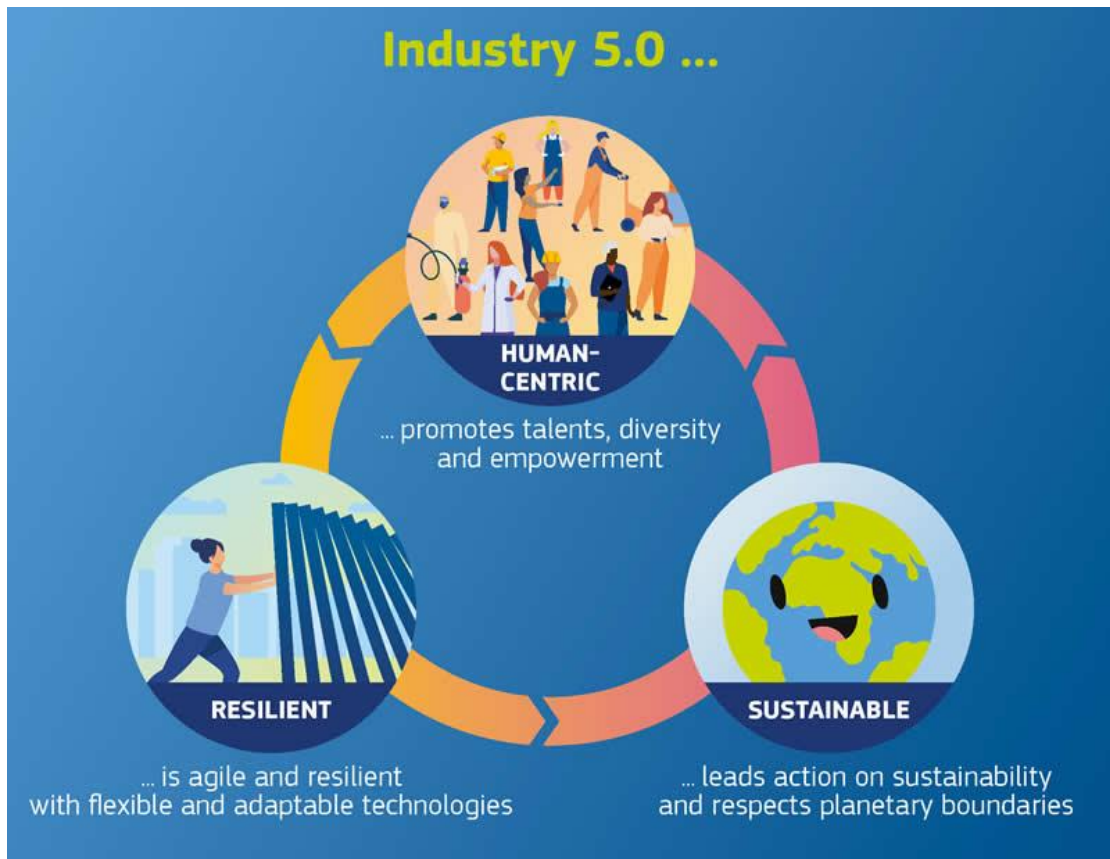 Industry 5.0 ...
HUMAN-
CENTRIC
... promotes talents, diversity
and empowerment
RESILIENT
... is agile and resilient
with flexible and adaptable technologies
SUSTAINABLE
... leads action on sustainability
and respects planetary boundaries